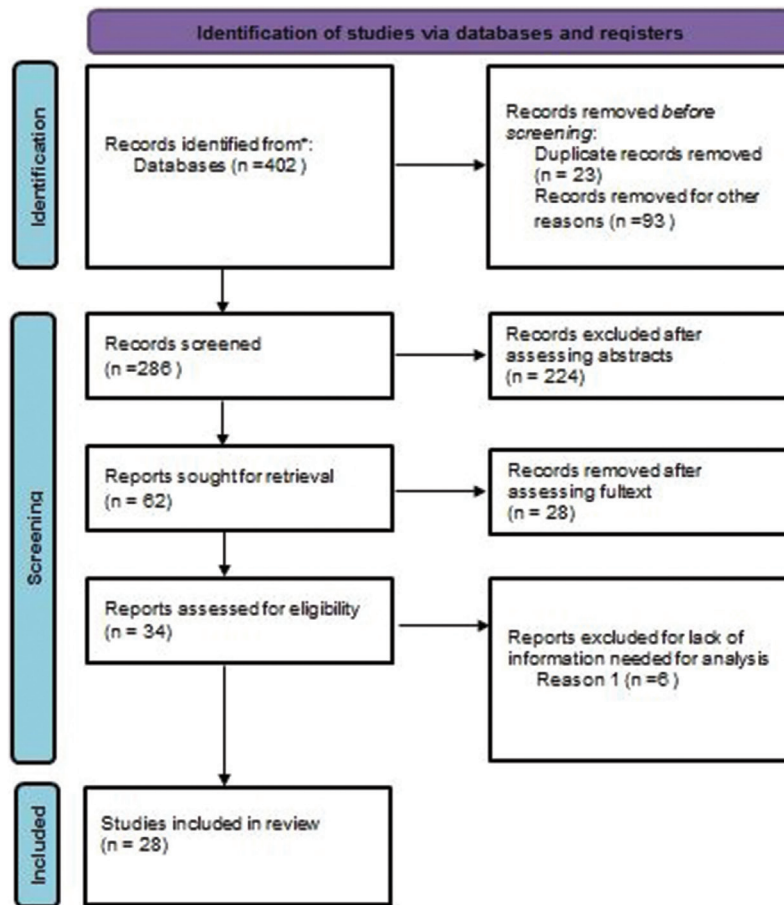 Identification of studies via databases and registers
Identification
Records identified from*:
Databases (n =402 )
Records removed before
screening:
Duplicate records removed
(n = 23)
Records removed for other
reasons (n =93 )
Screening
Records screened
(n =286 )
Records excluded after
assessing abstracts
(n = 224)
Reports sought for retrieval
(n = 62)
Records removed after
assessing fultext
(n = 28)
Reports assessed for eligibility
(n = 34)
Reports excluded for lack of
information needed for analysis
Reason 1 (n =6 )
Included
Studies included in review
(n = 28)